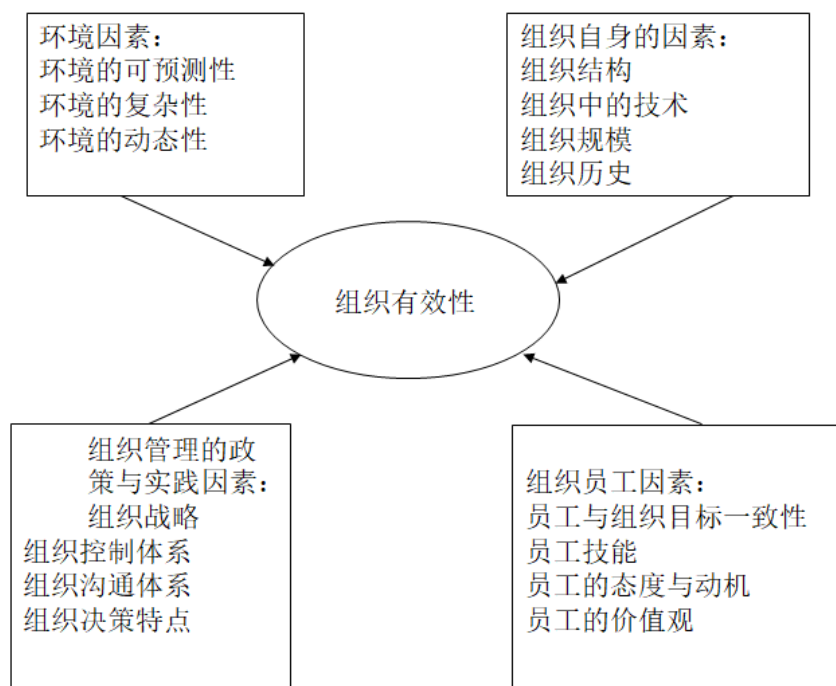 环境因素：
环境的可预测性
环境的复杂性
环境的动态性
组织自身的因素：
组织结构
组织中的技术
组织规模
组织历史
组织有效性
组织管理的政
策与实践因素：
组织战略
组织控制体系
组织沟通体系
组织决策特点
组织员工因素：
员工与组织目标一致性
员工技能
员工的态度与动机
员工的价值观